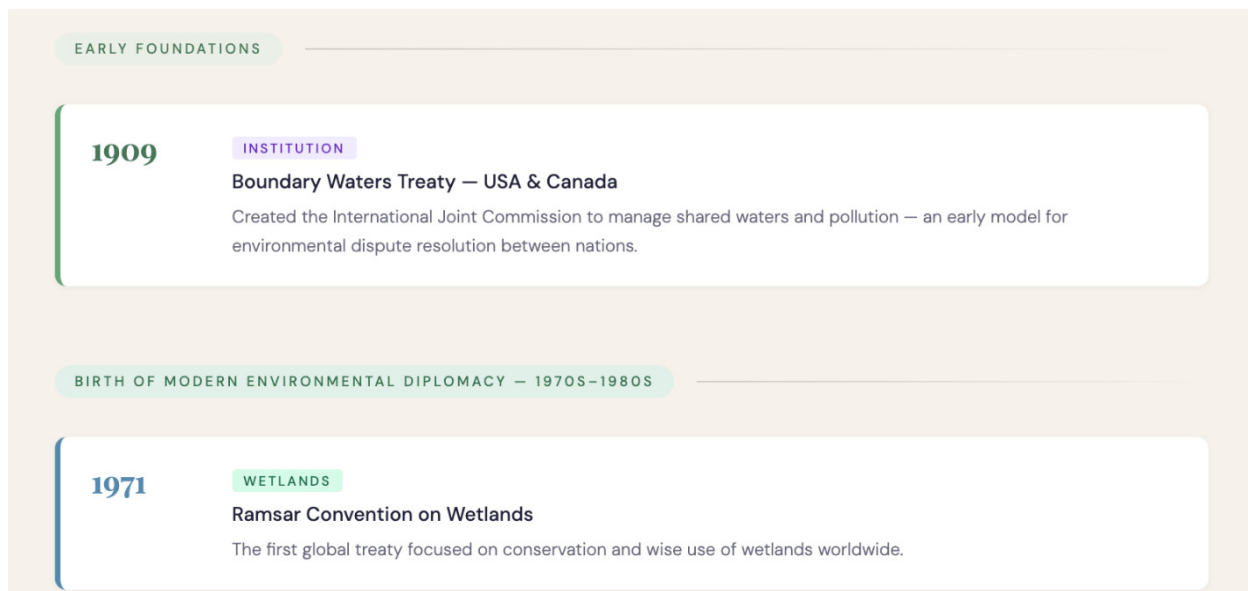 EARLY FOUNDATIONS
1909
INSTITUTION
Boundary Waters Treaty — USA & Canada
Created the International Joint Commission to manage shared waters and pollution — an early model for
environmental dispute resolution between nations.
BIRTH OF MODERN ENVIRONMENTAL DIPLOMACY — 1970S–1980S
1971
WETLANDS
Ramsar Convention on Wetlands
The first global treaty focused on conservation and wise use of wetlands worldwide.